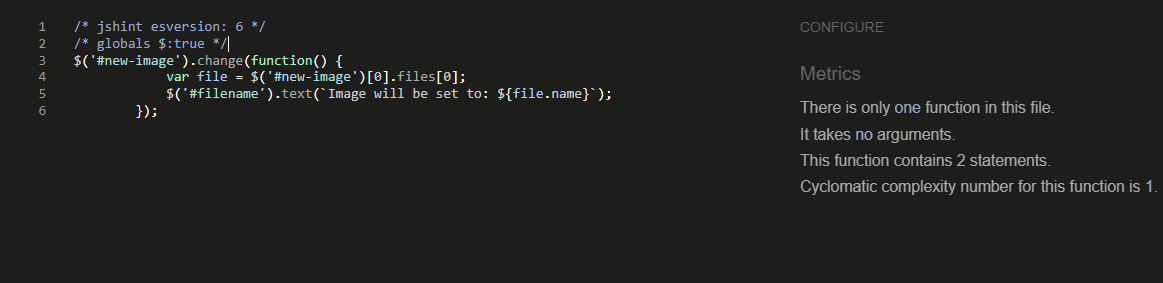 1 /* jshint esversion: 6 */
2 /* globals $:true */
3 $('#new-image').change(function() {
4 var file = $('#new-image')[0].files[0];
5 $('#filename').text(`Image will be set to: ${file.name}`);
6 });
CONFIGURE
Metrics
There is only one function in this file.
It takes no arguments.
This function contains 2 statements.
Cyclomatic complexity number for this function is 1.